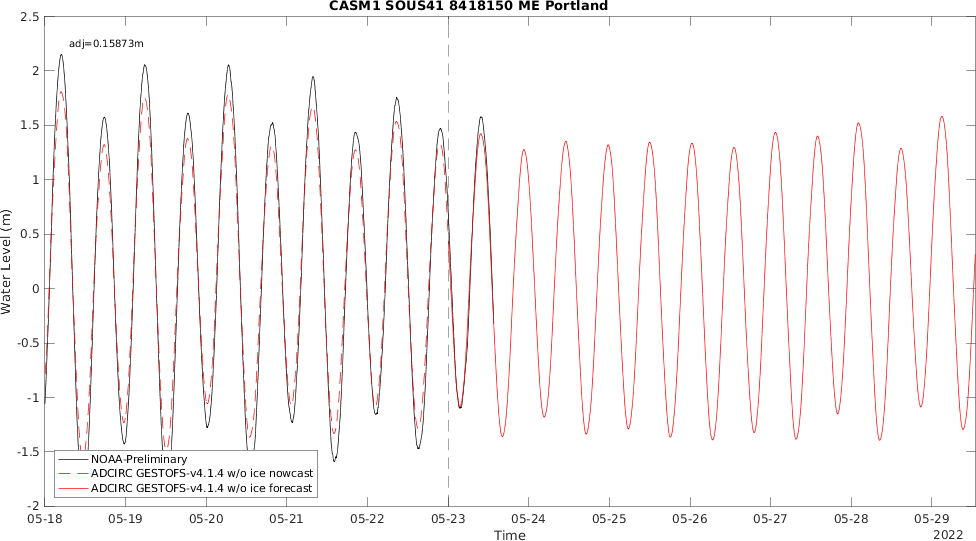 CASM1 SOUS41 8418150 ME Portland
adj=0.15873m
2.5
2
1.5
1
0.5
0
-0.5
-1
-1.5
-2
Water Level (m)
NOAA-Preliminary
ADCIRC GESTOFS-v4.1.4 w/o ice nowcast
ADCIRC GESTOFS-v4.1.4 w/o ice forecast
05-18 05-19 05-20 05-21 05-22 05-23 05-24 05-25 05-26 05-27 05-28 05-29
Time
2022